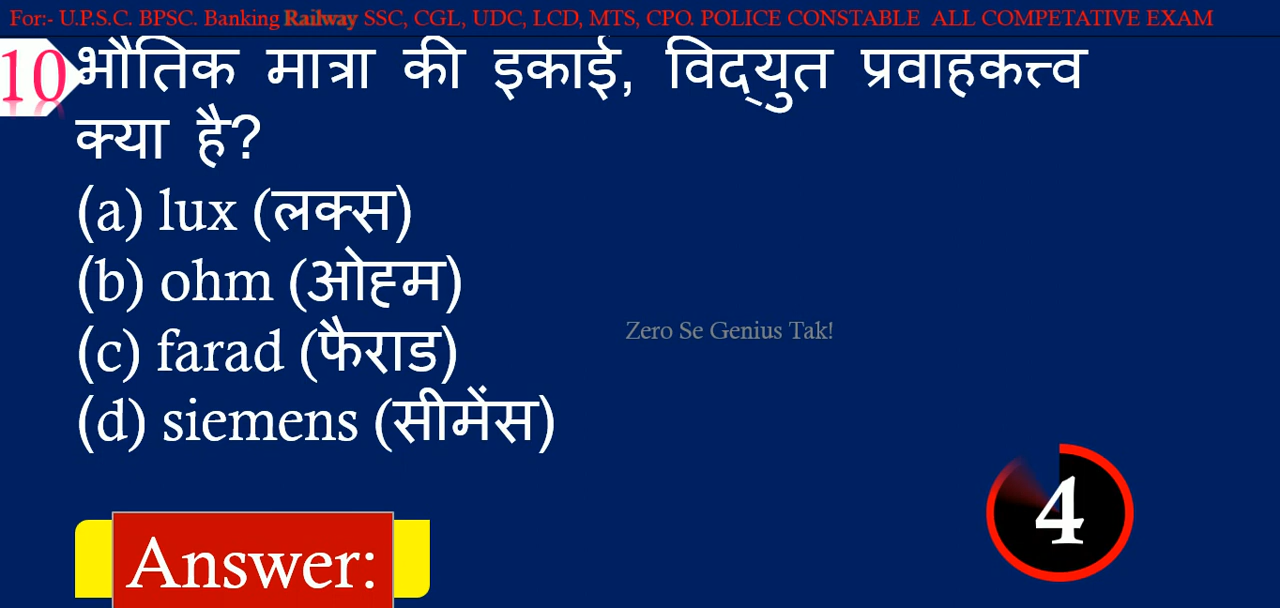 For:- U.P.S.C. BPSC. Banking Railway SSC, CGL, UDC, LCD, MTS, CPO. POLICE CONSTABLE ALL COMPETATIVE EXAM
10 भौतिक मात्रा की इकाई, विद्‌युत प्रवाहकत्त्व
क्या है?
(a) lux (लक्स)
(b) ohm (ओह्म)
(c) farad (फैराड)
(d) siemens (सीमेंस)
Zero Se Genius Tak!
4
Answer: